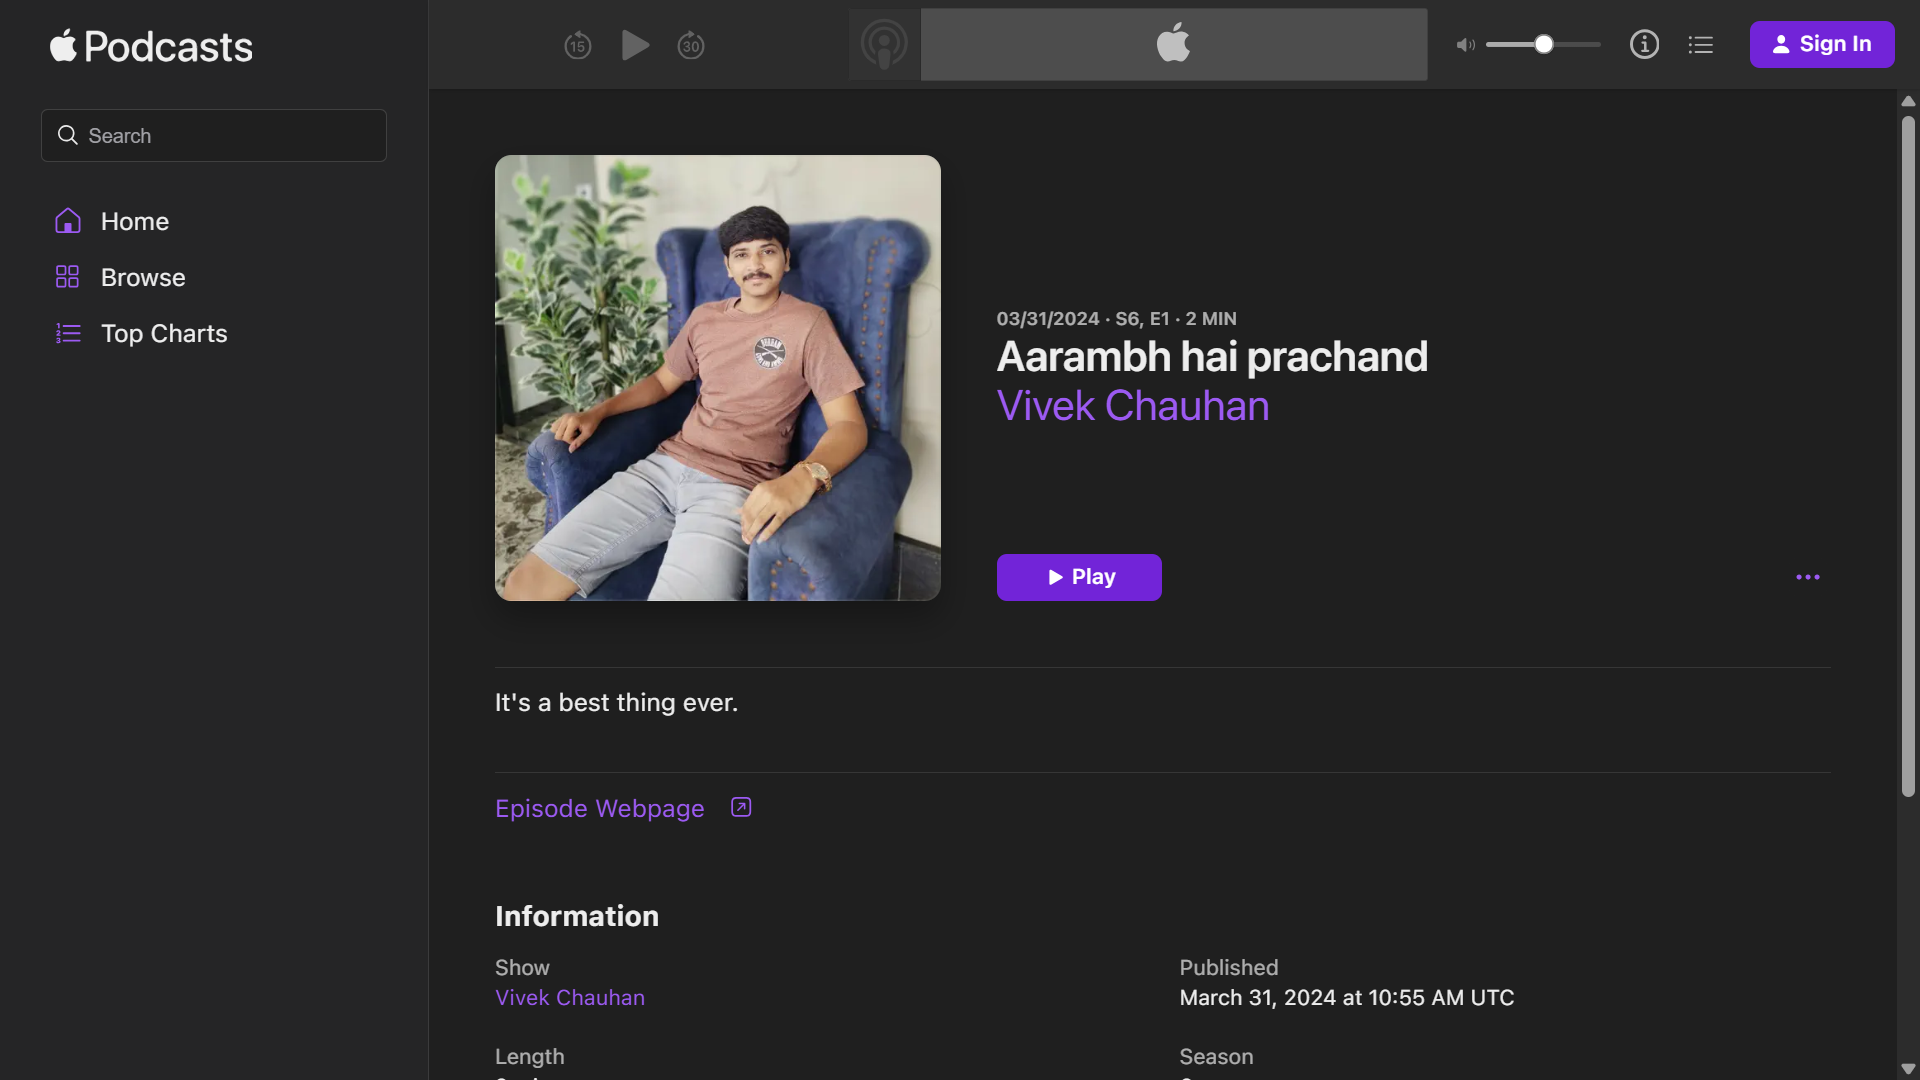 Podcasts
Search
Home
Browse
Top Charts
15
30
Sign In
03/31/2024 · S6, E1 · 2 MIN
Aarambh hai prachand
Vivek Chauhan
Play
It's a best thing ever.
Episode Webpage
Information
Show
Vivek Chauhan
Published
March 31, 2024 at 10:55 AM UTC
Length
Season